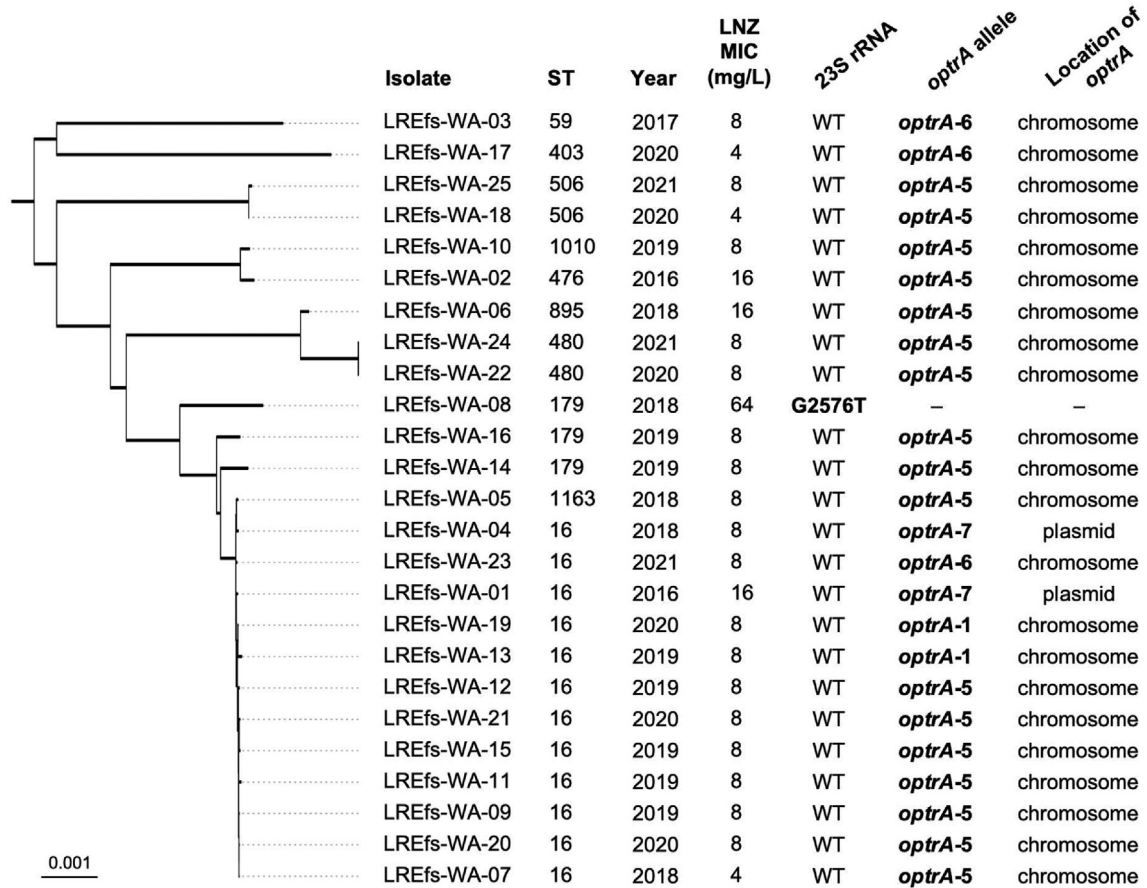 Isolate ST Year LNZ MIC (mg/L) 23S rRNA optrA allele Location of optrA
LREfs-WA-03 59 2017 8 WT optrA-6 chromosome
LREfs-WA-17 403 2020 4 WT optrA-6 chromosome
LREfs-WA-25 506 2021 8 WT optrA-5 chromosome
LREfs-WA-18 506 2020 4 WT optrA-5 chromosome
LREfs-WA-10 1010 2019 8 WT optrA-5 chromosome
LREfs-WA-02 476 2016 16 WT optrA-5 chromosome
LREfs-WA-06 895 2018 16 WT optrA-5 chromosome
LREfs-WA-24 480 2021 8 WT optrA-5 chromosome
LREfs-WA-22 480 2020 8 WT optrA-5 chromosome
LREfs-WA-08 179 2018 64 G2576T – –
LREfs-WA-16 179 2019 8 WT optrA-5 chromosome
LREfs-WA-14 179 2019 8 WT optrA-5 chromosome
LREfs-WA-05 1163 2018 8 WT optrA-5 chromosome
LREfs-WA-04 16 2018 8 WT optrA-7 plasmid
LREfs-WA-23 16 2021 8 WT optrA-6 chromosome
LREfs-WA-01 16 2016 16 WT optrA-7 plasmid
LREfs-WA-19 16 2020 8 WT optrA-1 chromosome
LREfs-WA-13 16 2019 8 WT optrA-1 chromosome
LREfs-WA-12 16 2019 8 WT optrA-5 chromosome
LREfs-WA-21 16 2020 8 WT optrA-5 chromosome
LREfs-WA-15 16 2019 8 WT optrA-5 chromosome
LREfs-WA-11 16 2019 8 WT optrA-5 chromosome
LREfs-WA-09 16 2019 8 WT optrA-5 chromosome
LREfs-WA-20 16 2020 8 WT optrA-5 chromosome
LREfs-WA-07 16 2018 4 WT optrA-5 chromosome
0.001